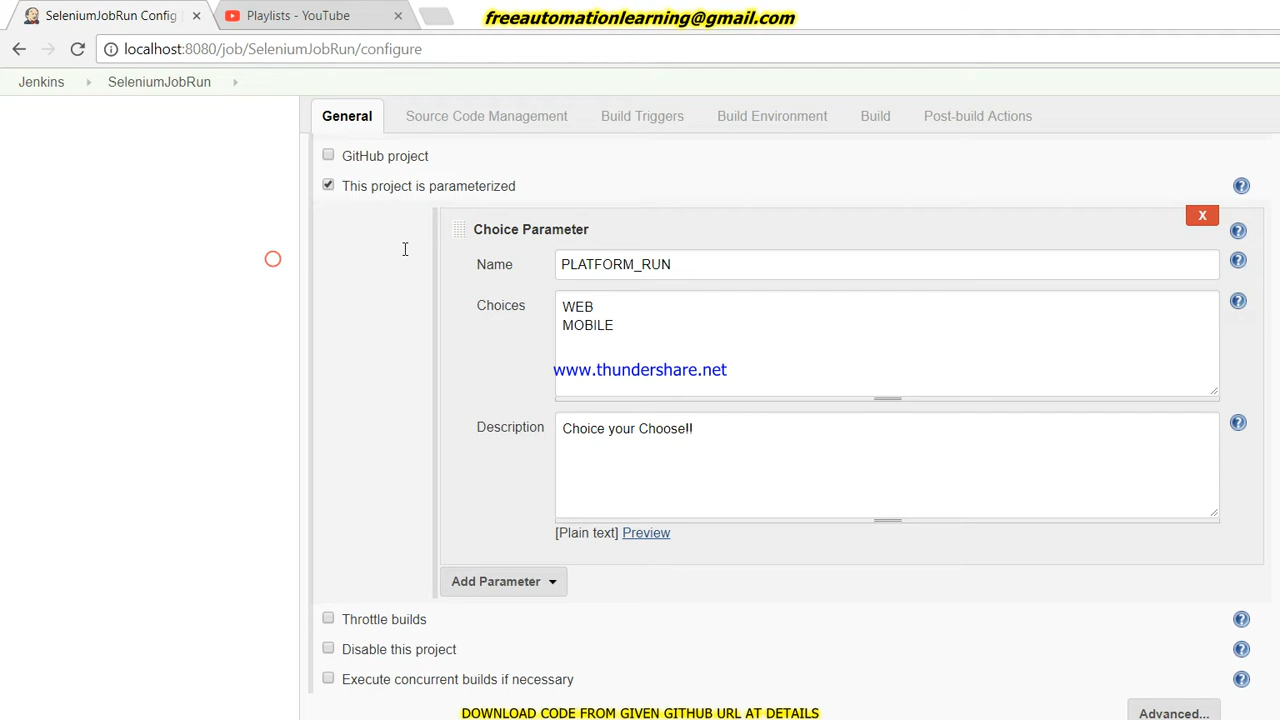 SeleniumJobRun Config
Playlists - YouTube
freeautomationlearning@gmail.com
localhost:8080/job/SeleniumJobRun/configure
Jenkins
SeleniumJobRun
General
Source Code Management
Build Triggers
Build Environment
Build
Post-build Actions
GitHub project
This project is parameterized
X
Choice Parameter
Name
PLATFORM_RUN
Choices
WEB
MOBILE
www.thundershare.net
Description
Choice your Choose!!
[Plain text] Preview
Add Parameter
Throttle builds
Disable this project
Execute concurrent builds if necessary
DOWNLOAD CODE FROM GIVEN GITHUB URL AT DETAILS
Advanced...